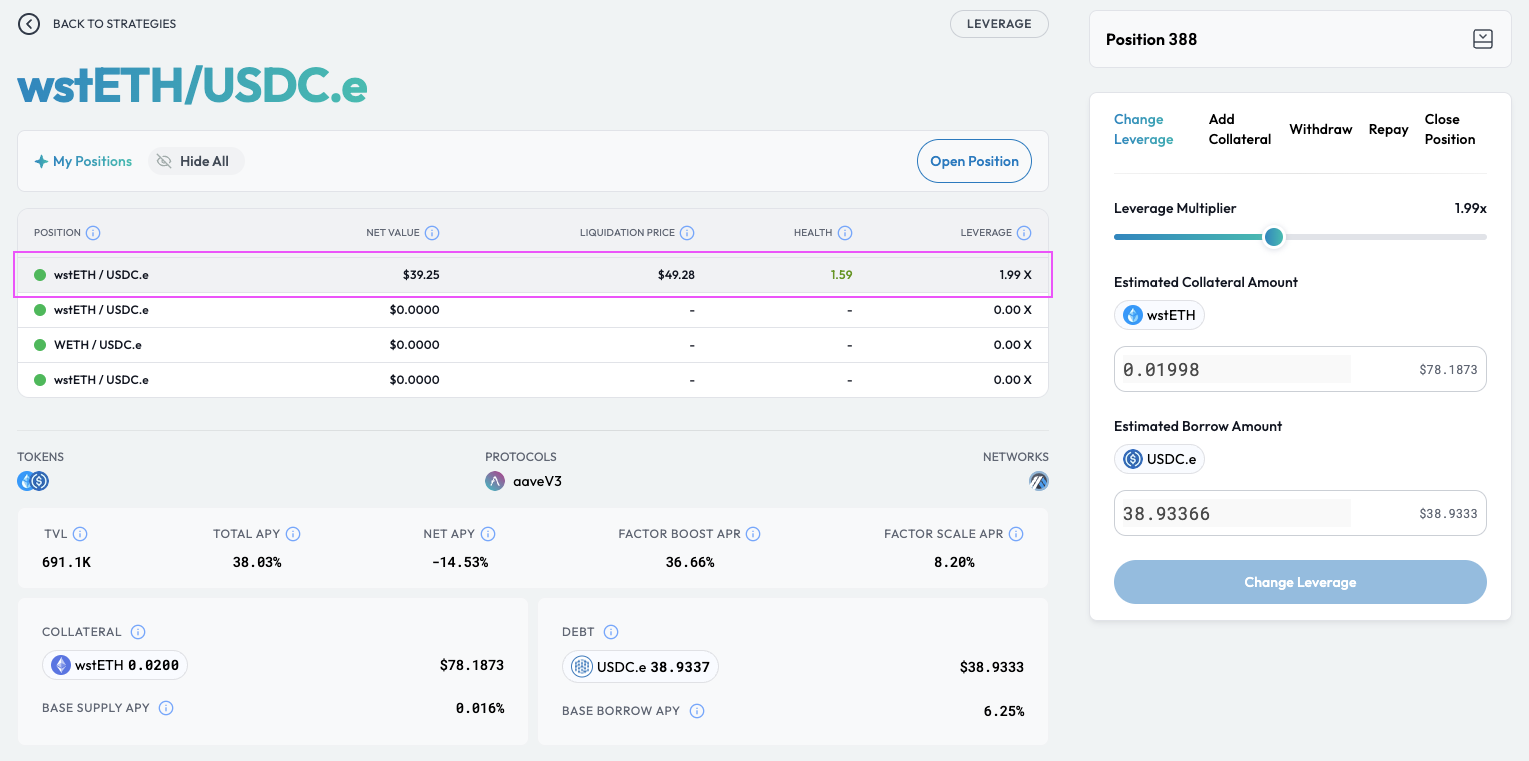 BACK TO STRATEGIES
LEVERAGE
wstETH/USDC.e
My Positions
Hide All
Open Position
POSITION NET VALUE LIQUIDATION PRICE HEALTH LEVERAGE
wstETH / USDC.e $39.25 $49.28 1.59 1.99 X
wstETH / USDC.e $0.0000 - - 0.00 X
WETH / USDC.e $0.0000 - - 0.00 X
wstETH / USDC.e $0.0000 - - 0.00 X
TOKENS PROTOCOLS NETWORKS
aaveV3
TVL TOTAL APY NET APY FACTOR BOOST APR FACTOR SCALE APR
691.1K 38.03% -14.53% 36.66% 8.20%
COLLATERAL
wstETH 0.0200 $78.1873
BASE SUPPLY APY 0.016%
DEBT
USDC.e 38.9337 $38.9333
BASE BORROW APY 6.25%
Position 388
Change Leverage
Add Collateral
Withdraw
Repay
Close Position
Leverage Multiplier 1.99x
Estimated Collateral Amount
wstETH
0.01998 $78.1873
Estimated Borrow Amount
USDC.e
38.93366 $38.9333
Change Leverage